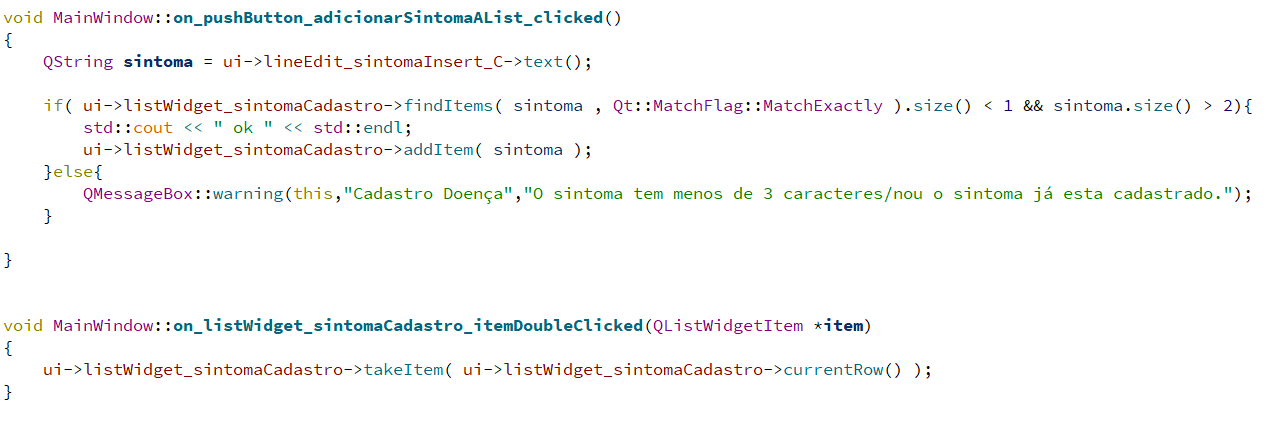 void MainWindow::on_pushButton_adicionarSintomaAList_clicked()
{
    QString sintoma = ui->lineEdit_sintomaInsert_C->text();
    if( ui->listWidget_sintomaCadastro->findItems( sintoma , Qt::MatchFlag::MatchExactly ).size() < 1 && sintoma.size() > 2){
        std::cout << " ok " << std::endl;
        ui->listWidget_sintomaCadastro->addItem( sintoma );
    }else{
        QMessageBox::warning(this,"Cadastro Doença","O sintoma tem menos de 3 caracteres/nou o sintoma já esta cadastrado.");
    }
}
void MainWindow::on_listWidget_sintomaCadastro_itemDoubleClicked(QListWidgetItem *item)
{
    ui->listWidget_sintomaCadastro->takeItem( ui->listWidget_sintomaCadastro->currentRow() );
}